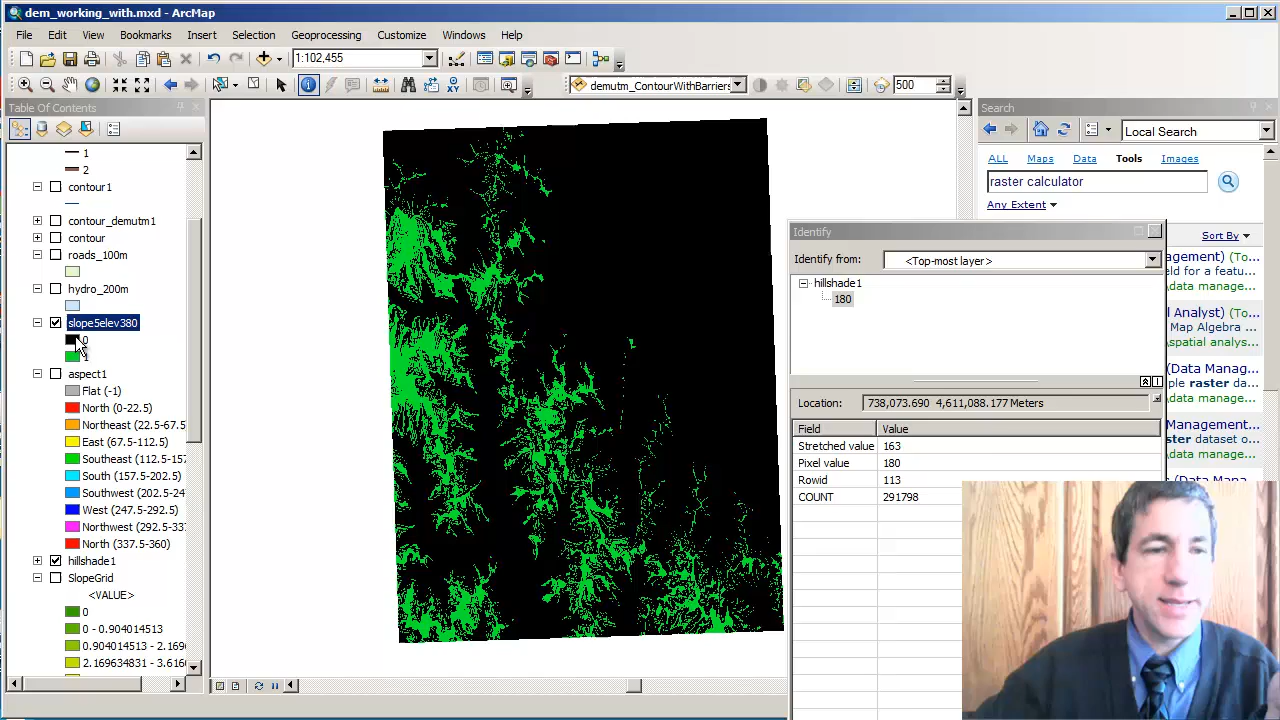 dem_working_with.mxd - ArcMap
File Edit View Bookmarks Insert Selection Geoprocessing Customize Windows Help
1:102,455
demutm_ContourWithBarriers
500
Table Of Contents
1
2
contour1
contour_demutm1
contour
roads_100m
hydro_200m
slope5elev380
0
aspect1
Flat (-1)
North (0-22.5)
Northeast (22.5-67.5
East (67.5-112.5)
Southeast (112.5-157
South (157.5-202.5)
Southwest (202.5-24
West (247.5-292.5)
Northwest (292.5-33
North (337.5-360)
hillshade1
SlopeGrid
<VALUE>
0
0 - 0.904014513
0.904014513 - 2.169
2.169634831 - 3.616
Search
Local Search
ALL Maps Data Tools Images
raster calculator
Any Extent
Sort By
agement) (To...
eld for a featu...
\data manage...
Analyst) (To...
Map Algebra
\spatial analys...
(Data Mana...
ple raster da...
\data manage...
Management...
ster dataset o...
\data manage...
(Data Mana...
Identify
Identify from: <Top-most layer>
hillshade1
180
Location: 738,073.690 4,611,088.177 Meters
Field Value
Stretched value 163
Pixel value 180
Rowid 113
COUNT 291798